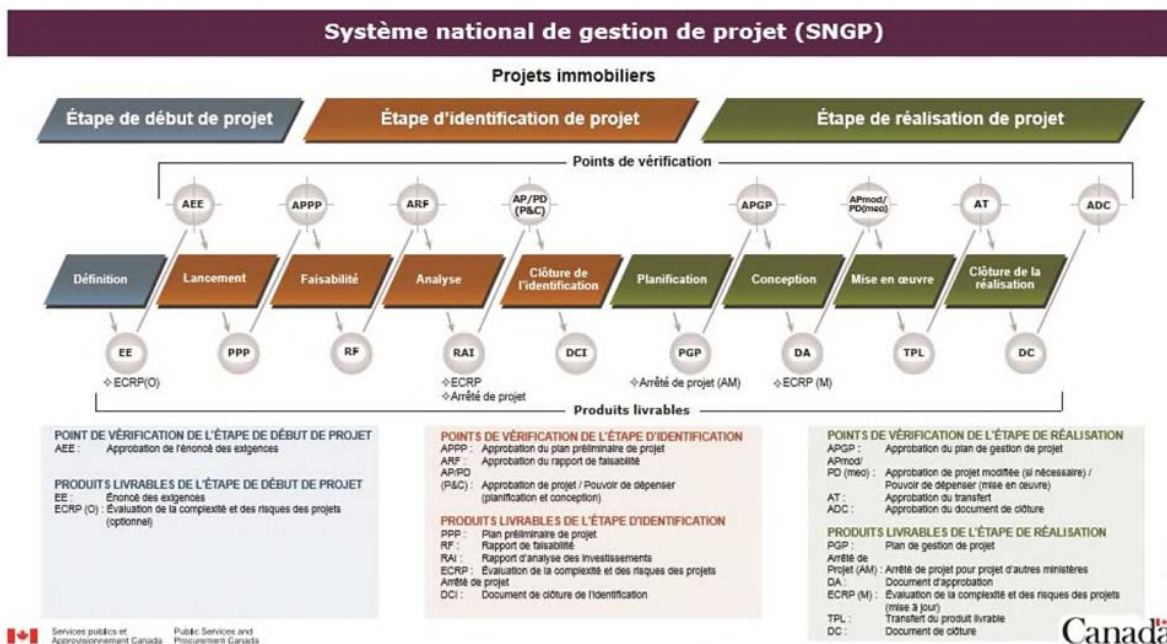 Système national de gestion de projet (SNGP)
Projets immobiliers
Étape de début de projet
Étape d'identification de projet
Étape de réalisation de projet
Points de vérification
AEE
APPP
ARF
AP/PD
(P&C)
APGP
APmod/
PD(meo)
AT
ADC
Définition
Lancement
Faisabilité
Analyse
Clôture de
l'identification
Planification
Conception
Mise en œuvre
Clôture de la
réalisation
EE
PPP
RF
RAI
DCI
PGP
DA
TPL
DC
✧ECRP(O)
✧ECRP
✧Arrêté de projet
✧Arrêté de projet (AM)
✧ECRP (M)
Produits livrables
POINT DE VÉRIFICATION DE L'ÉTAPE DE DÉBUT DE PROJET
AEE : Approbation de l'énoncé des exigences
PRODUITS LIVRABLES DE L'ÉTAPE DE DÉBUT DE PROJET
EE : Énoncé des exigences
ECRP (O) : Évaluation de la complexité et des risques des projets
(optionnel)
POINTS DE VÉRIFICATION DE L'ÉTAPE D'IDENTIFICATION
APPP : Approbation du plan préliminaire de projet
ARF : Approbation du rapport de faisabilité
AP/PD
(P&C) : Approbation de projet / Pouvoir de dépenser
(planification et conception)
PRODUITS LIVRABLES DE L'ÉTAPE D'IDENTIFICATION
PPP : Plan préliminaire de projet
RF : Rapport de faisabilité
RAI : Rapport d'analyse des investissements
ECRP : Évaluation de la complexité et des risques des projets
Arrêté de projet
DCI : Document de clôture de l'identification
POINTS DE VÉRIFICATION DE L'ÉTAPE DE RÉALISATION
APGP : Approbation du plan de gestion de projet
APmod/
PD (meo) : Approbation de projet modifiée (si nécessaire) /
Pouvoir de dépenser (mise en œuvre)
AT : Approbation du transfert
ADC : Approbation du document de clôture
PRODUITS LIVRABLES DE L'ÉTAPE DE RÉALISATION
PGP : Plan de gestion de projet
Arrêté de
Projet (AM) : Arrêté de projet pour projet d'autres ministères
DA : Document d'approbation
ECRP (M) : Évaluation de la complexité et des risques des projets
(mise à jour)
TPL : Transfert du produit livrable
DC : Document de clôture
Services publics et
Approvisionnement Canada
Public Services and
Procurement Canada
Canada